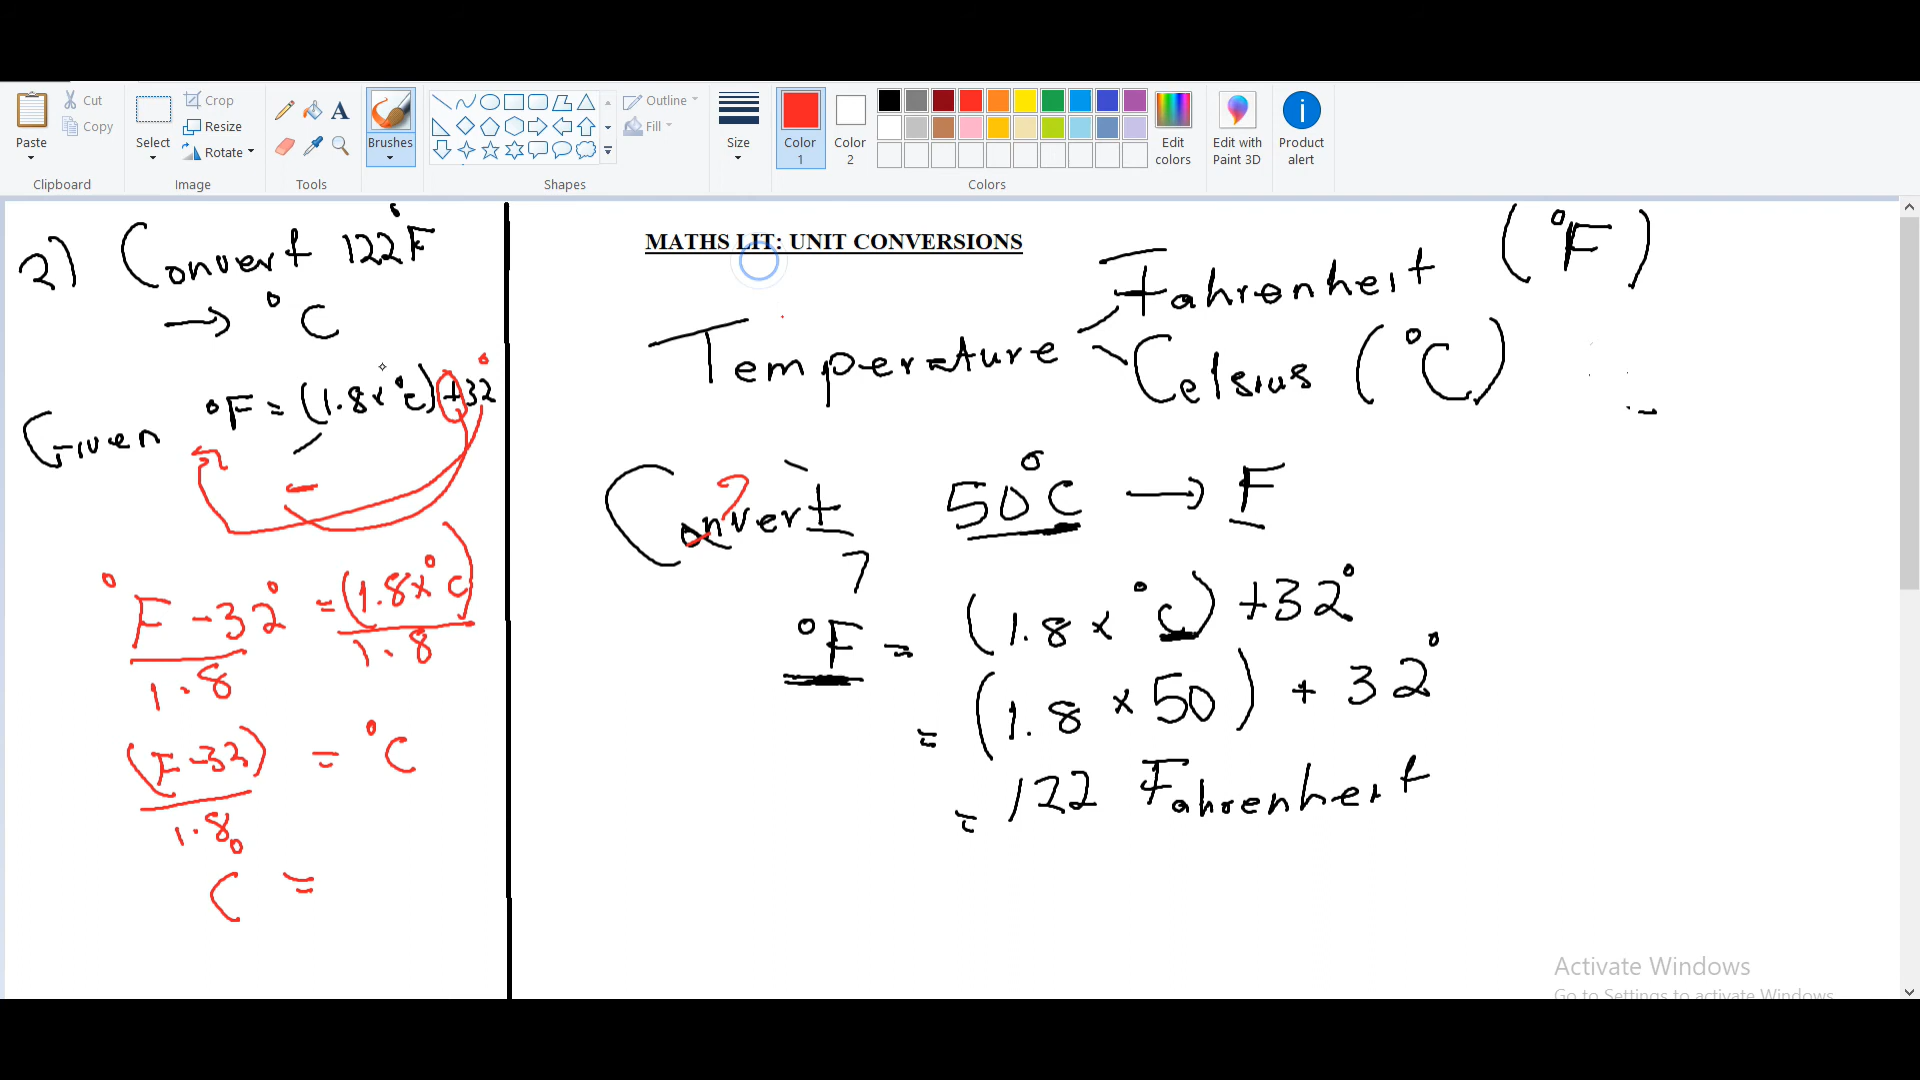 Paste
Cut
Copy
Clipboard
Select
Crop
Resize
Rotate
Image
Tools
Brushes
Shapes
Outline
Fill
Size
Color 1
Color 2
Colors
Edit colors
Edit with Paint 3D
Product alert
2) Convert 122°F
→ °C
Given °F = (1.8 x °C) + 32°
°F - 32° = (1.8 x °C)
1.8 1.8
(F - 32) = °C
1.8
°C =
MATHS LIT: UNIT CONVERSIONS
Temperature
Fahrenheit (°F)
Celsius (°C)
Convert 50°C → F
?
°F = (1.8 x °C) + 32°
= (1.8 x 50) + 32°
= 122 Fahrenheit
Activate Windows
Go to Settings to activate Windows.